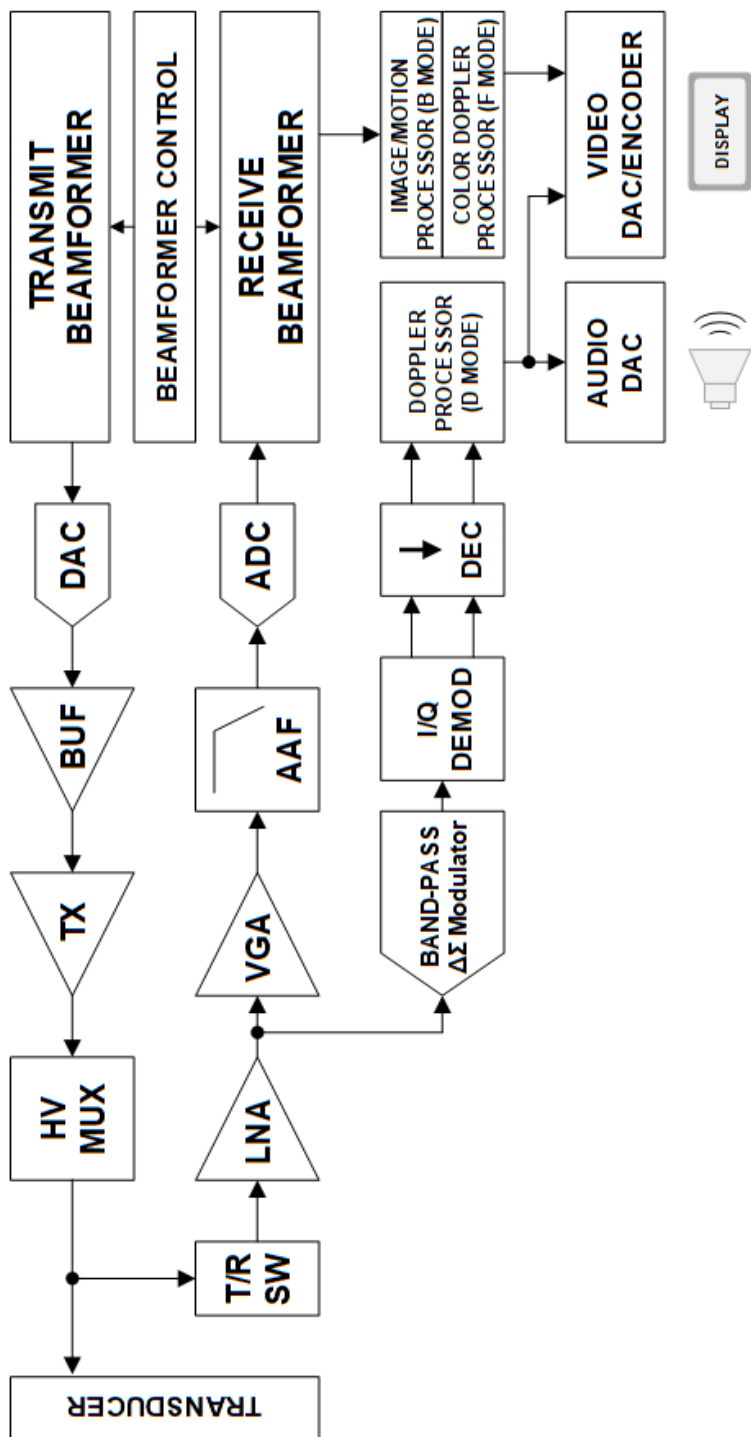 TRANSDUCER
HV
MUX
TX
BUF
DAC
TRANSMIT
BEAMFORMER
BEAMFORMER CONTROL
T/R
SW
LNA
VGA
AAF
ADC
RECEIVE
BEAMFORMER
BAND-PASS
ΔΣ Modulator
I/Q
DEMOD
DEC
DOPPLER
PROCESSOR
(D MODE)
IMAGE/MOTION
PROCESSOR (B MODE)
COLOR DOPPLER
PROCESSOR (F MODE)
AUDIO
DAC
VIDEO
DAC/ENCODER
DISPLAY